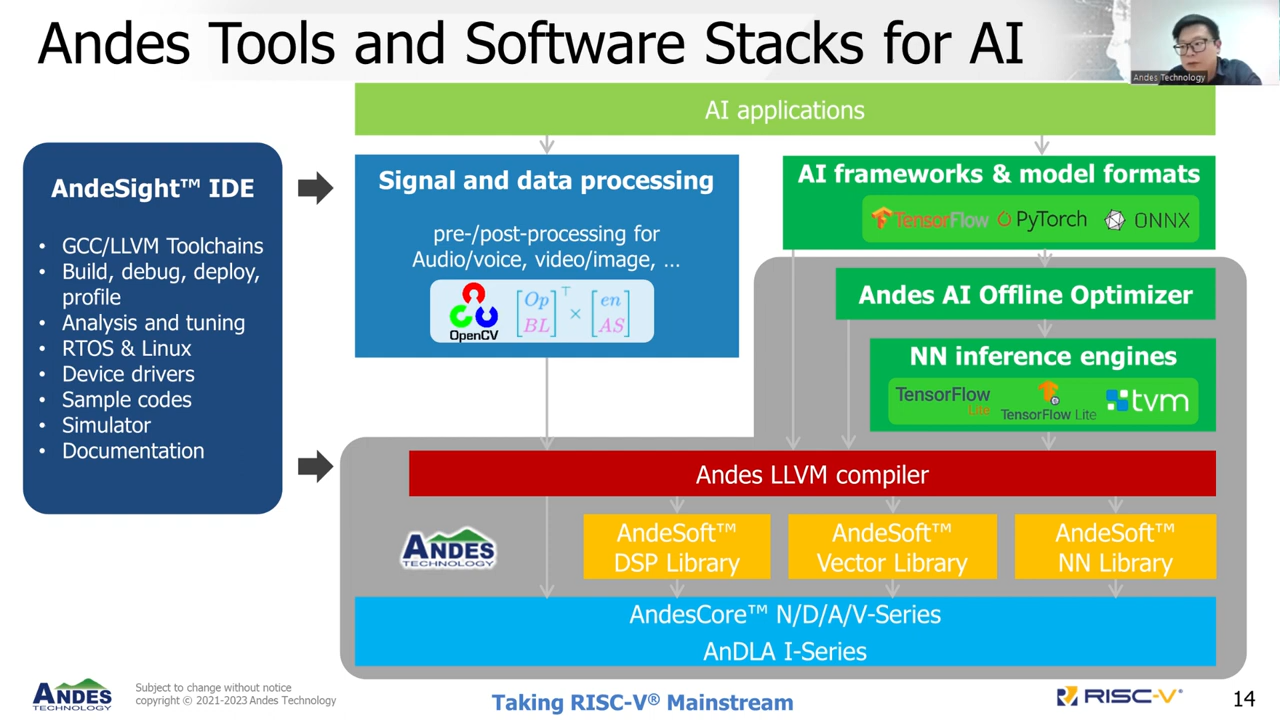 Andes Tools and Software Stacks for AI
Andes Technology
AI applications
AndeSight™ IDE
• GCC/LLVM Toolchains
• Build, debug, deploy,
profile
• Analysis and tuning
• RTOS & Linux
• Device drivers
• Sample codes
• Simulator
• Documentation
Signal and data processing
pre-/post-processing for
Audio/voice, video/image, ...
OpenCV
[Op BL]⊤ × [en AS]
AI frameworks & model formats
TensorFlow PyTorch ONNX
Andes AI Offline Optimizer
NN inference engines
TensorFlow Lite TensorFlow Lite tvm
Andes LLVM compiler
ANDES
TECHNOLOGY
AndeSoft™
DSP Library
AndeSoft™
Vector Library
AndeSoft™
NN Library
AndesCore™ N/D/A/V-Series
AnDLA I-Series
ANDES
TECHNOLOGY
Subject to change without notice
copyright © 2021-2023 Andes Technology
Taking RISC-V® Mainstream
RISC-V®
14